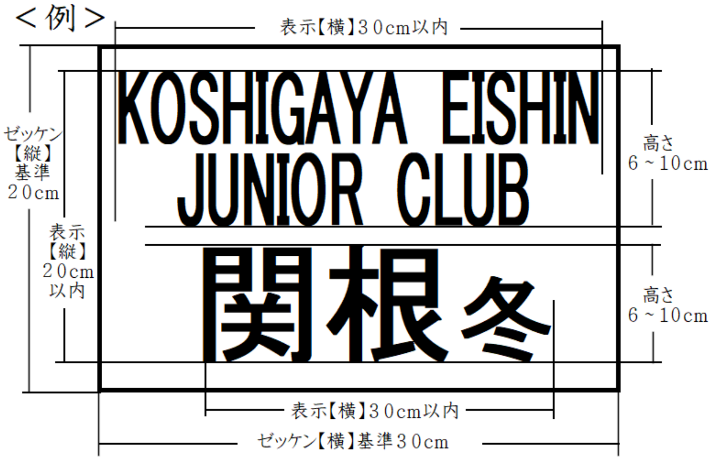 ＜例＞
表示【横】30cm以内
KOSHIGAYA EISHIN
JUNIOR CLUB
関根冬
ゼッケン
【縦】
基準
20cm
表示
【縦】
20cm
以内
高さ
6～10cm
高さ
6～10cm
表示【横】30cm以内
ゼッケン【横】基準30cm